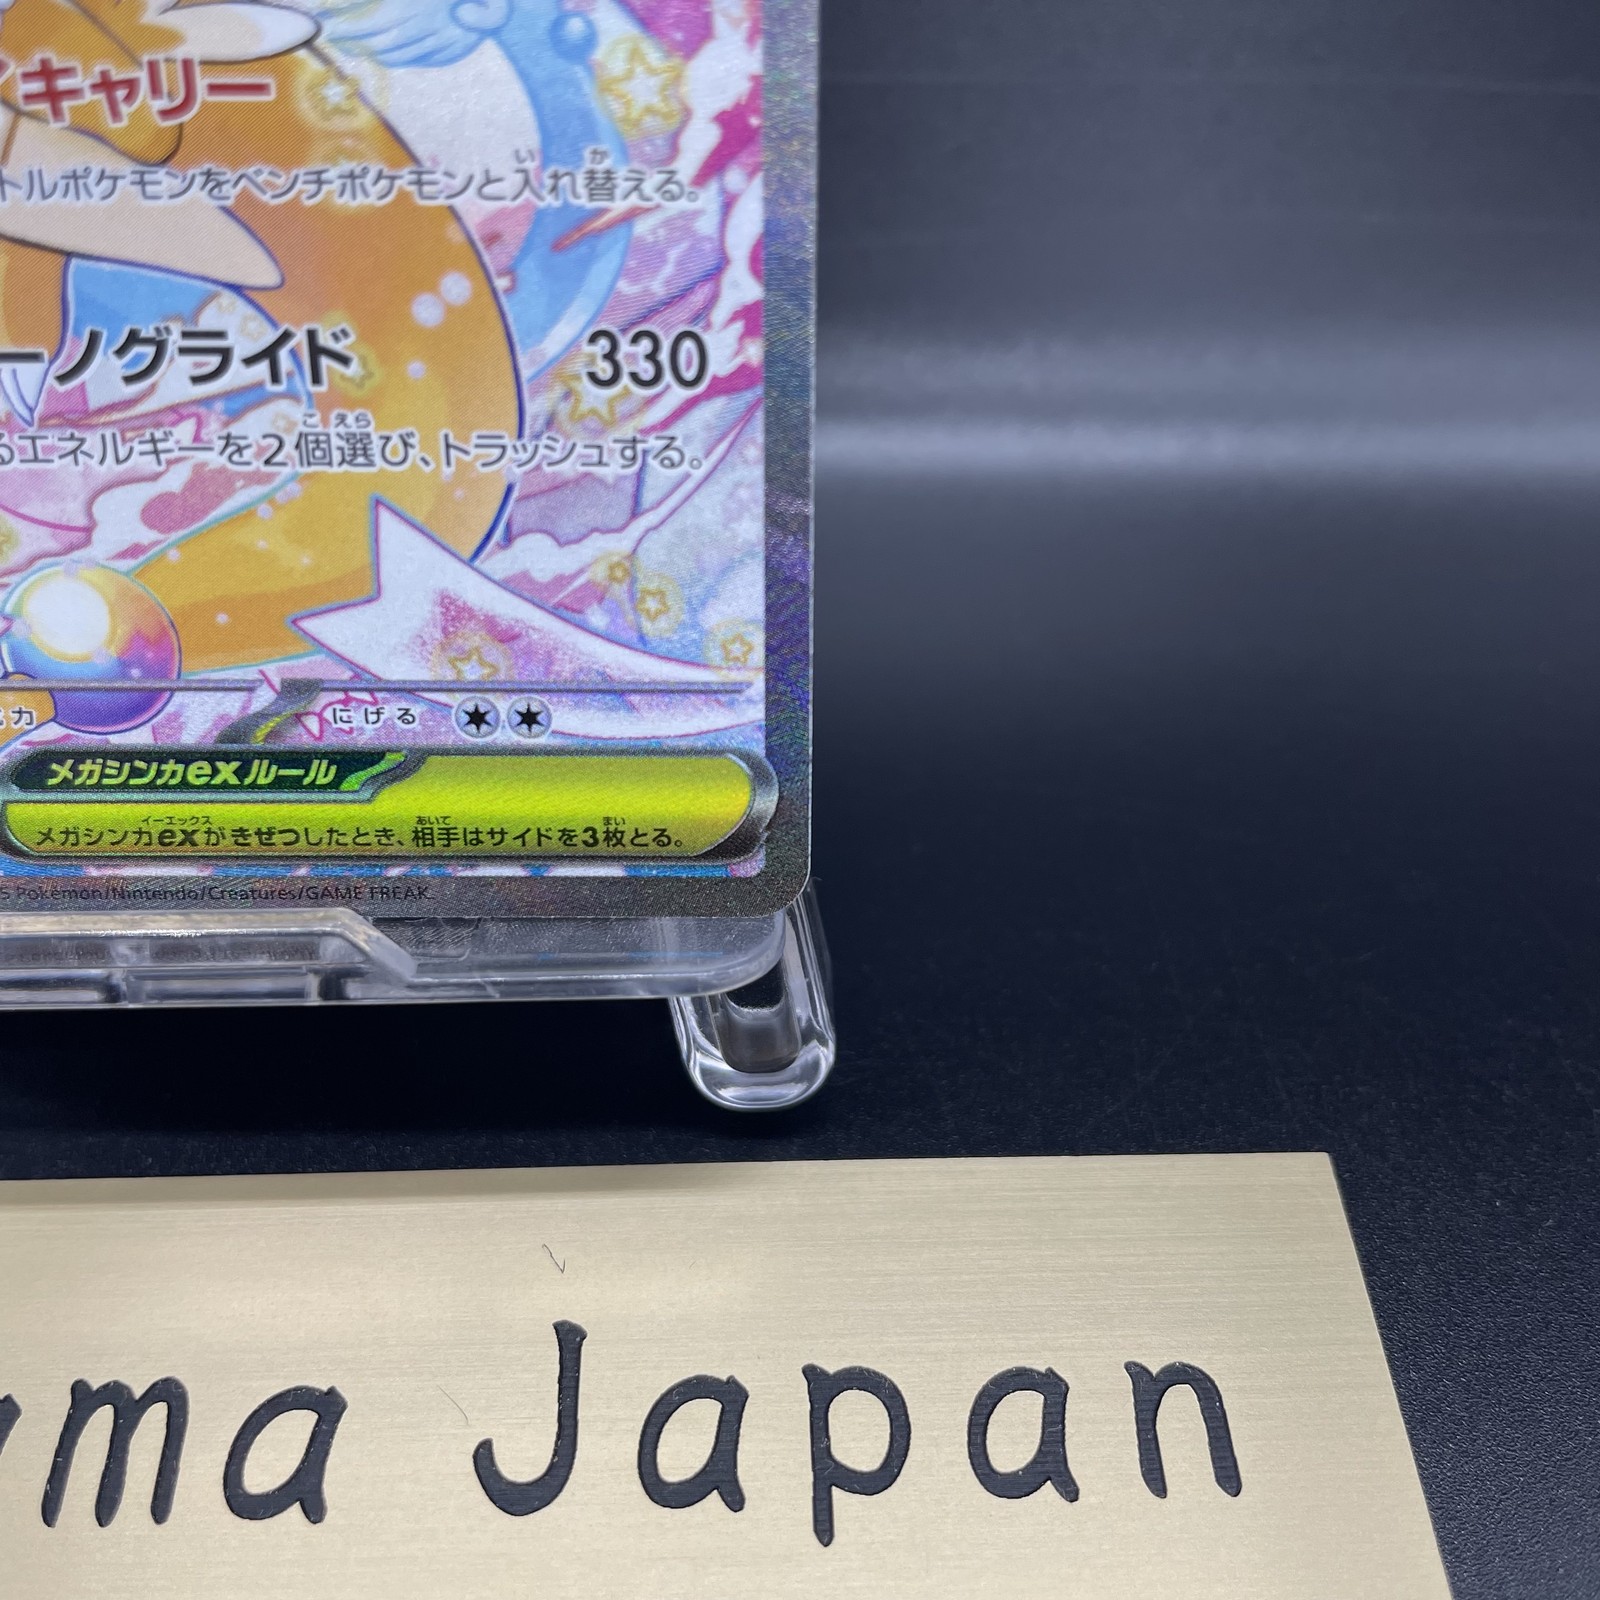 キャリー
トルポケモンをベンチポケモンと入れ替える。
ーノグライド 330
るエネルギーを2個選び、トラッシュする。
力 にげる
メガシンカexルール
メガシンカexがきぜつしたとき、相手はサイドを3枚とる。
5 Pokémon/Nintendo/Creatures/GAME FREAK.
ma Japan